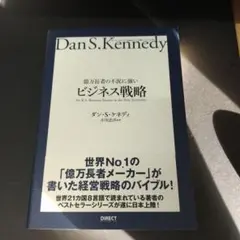 Dan S. Kennedy
億万長者の不況に強い
ビジネス戦略
ダン・S・ケネディ
世界No.1の
「億万長者メーカー」が
書いた経営戦略のバイブル!
世界21カ国8言語で読まれている著者の
ベストセラーシリーズが遂に日本上陸!
DIRECT